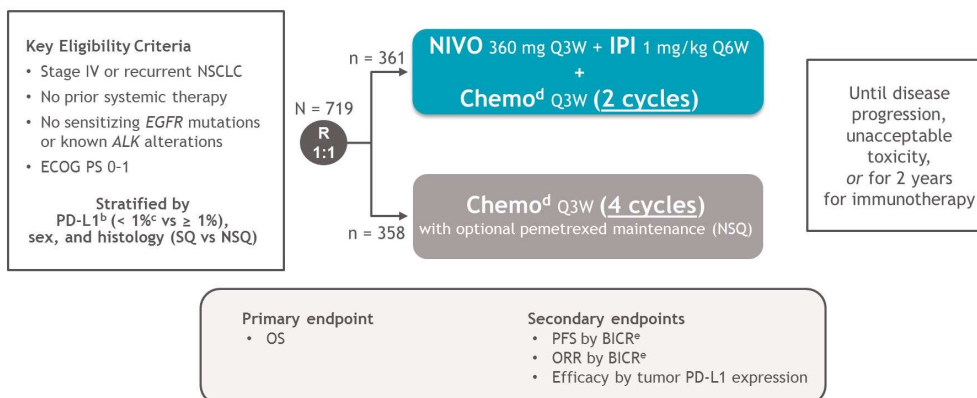 Key Eligibility Criteria
• Stage IV or recurrent NSCLC
• No prior systemic therapy
• No sensitizing EGFR mutations
or known ALK alterations
• ECOG PS 0–1
Stratified by
PD-L1ᵇ (< 1%ᶜ vs ≥ 1%),
sex, and histology (SQ vs NSQ)
N = 719
R
1:1
n = 361
NIVO 360 mg Q3W + IPI 1 mg/kg Q6W
+
Chemoᵈ Q3W (2 cycles)
n = 358
Chemoᵈ Q3W (4 cycles)
with optional pemetrexed maintenance (NSQ)
Until disease
progression,
unacceptable
toxicity,
or for 2 years
for immunotherapy
Primary endpoint
• OS
Secondary endpoints
• PFS by BICRᵉ
• ORR by BICRᵉ
• Efficacy by tumor PD-L1 expression